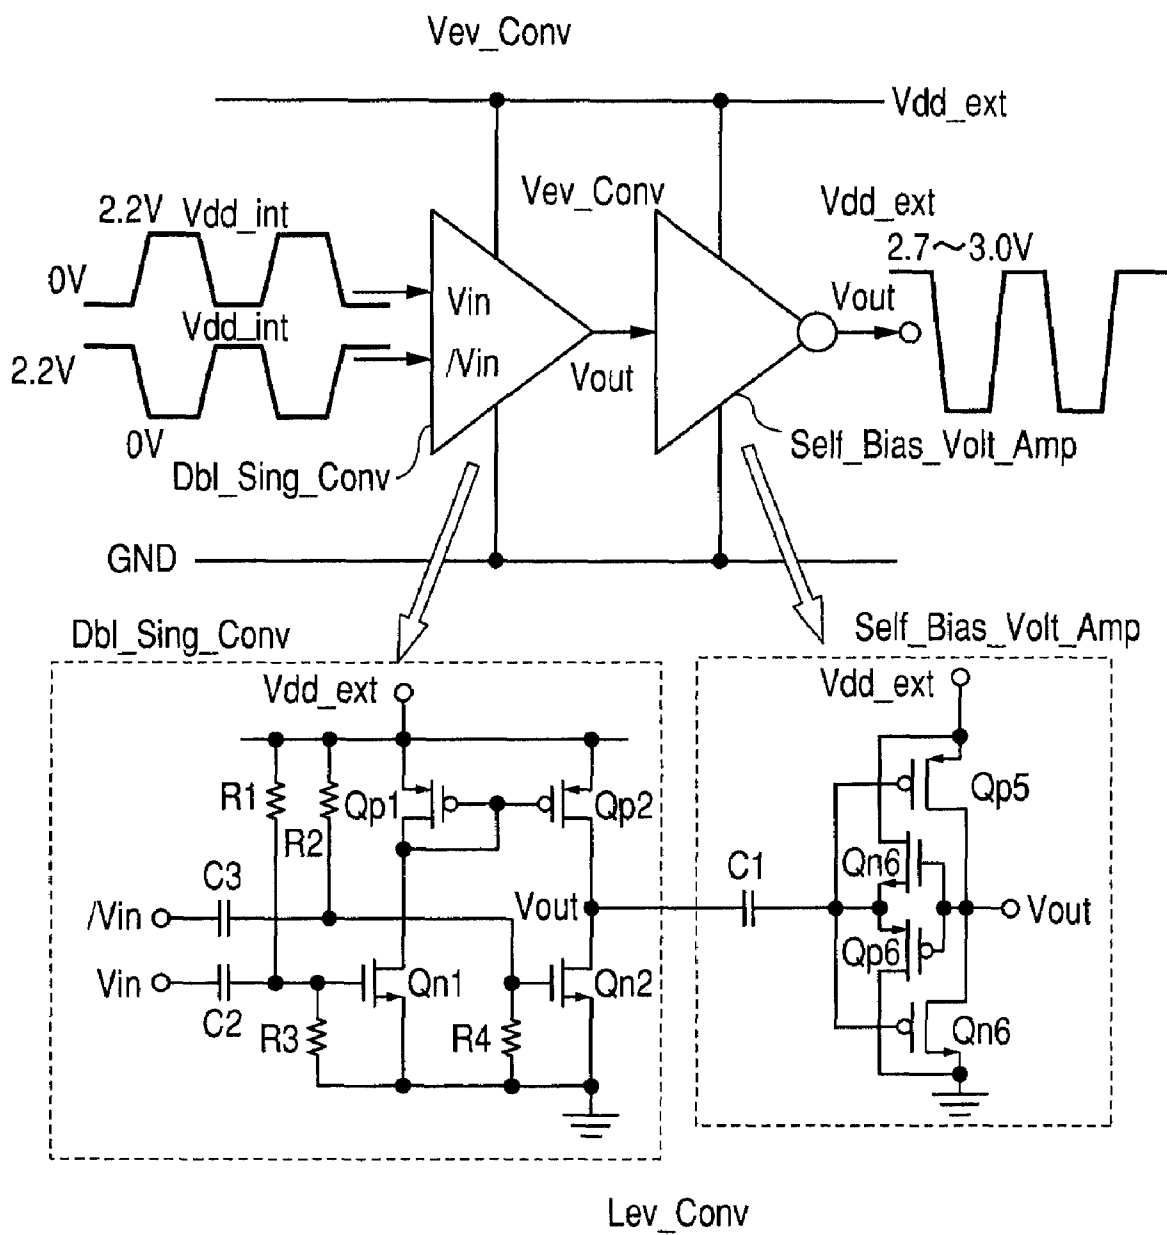 Vev_Conv
Vdd_ext
Vev_Conv
Vdd_ext
2.7～3.0V
2.2V
Vdd_int
0V
Vin
Vout
Vdd_int
/Vin
2.2V
Vout
0V
Self_Bias_Volt_Amp
Dbl_Sing_Conv
GND
Dbl_Sing_Conv
Self_Bias_Volt_Amp
Vdd_ext
Vdd_ext
R1
Qp1
Qp2
Qp5
R2
C3
C1
Qn6
/Vin
Vout
Vout
Qp6
Vin
Qn1
Qn2
C2
R3
R4
Qn6
Lev_Conv